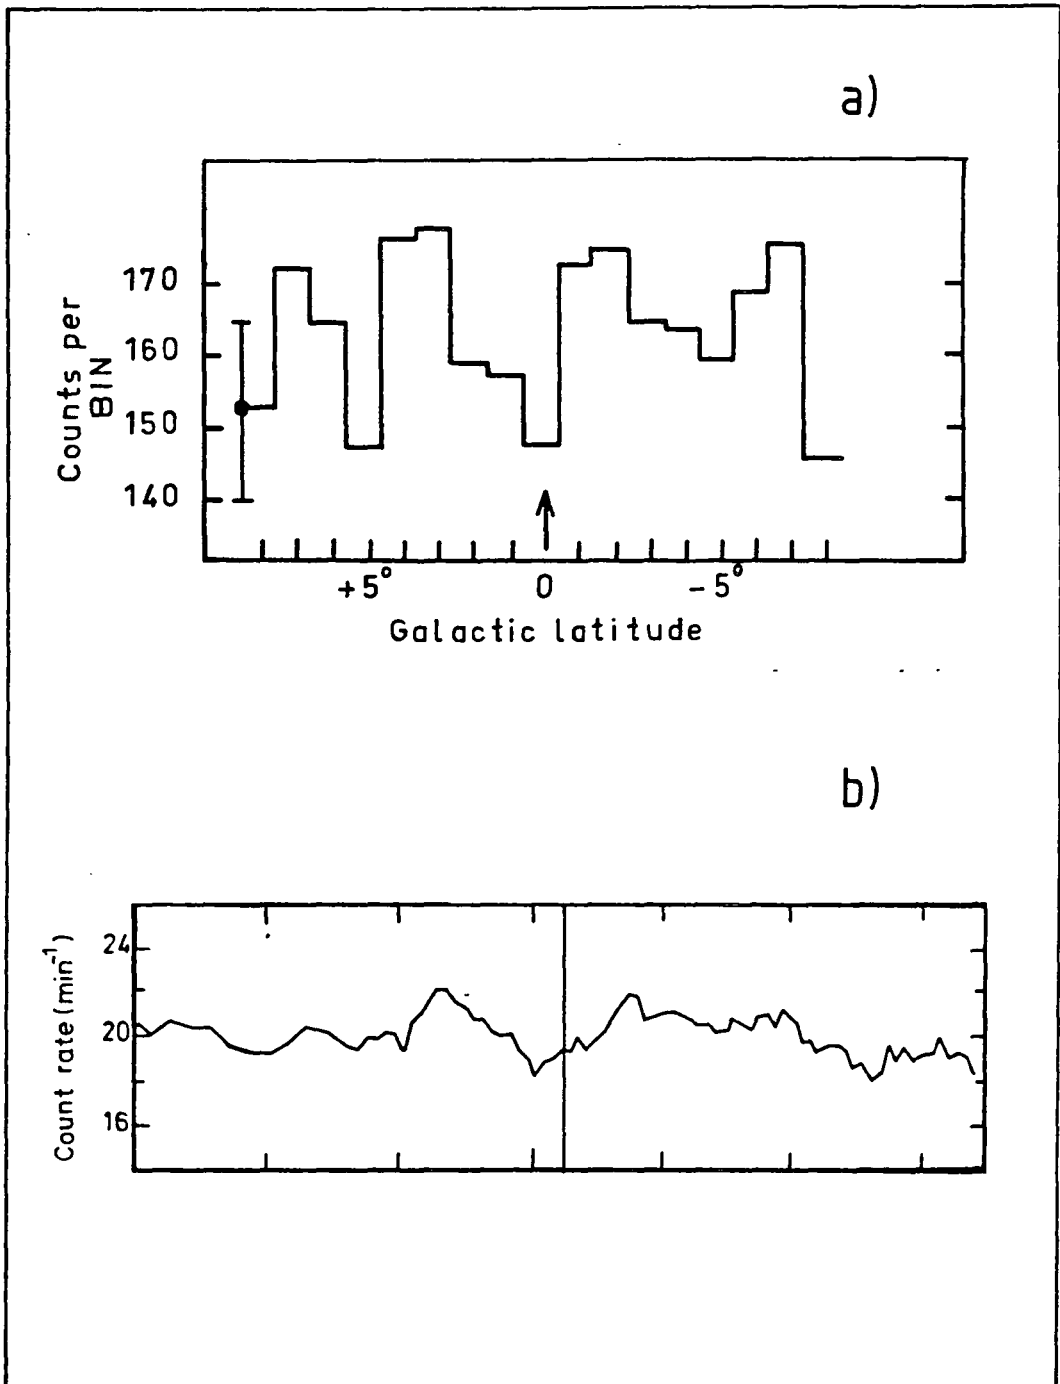 a)
Counts per
BIN
170
160
150
140
+5° 0 -5°
Galactic latitude
b)
Count rate (min⁻¹)
24
20
16